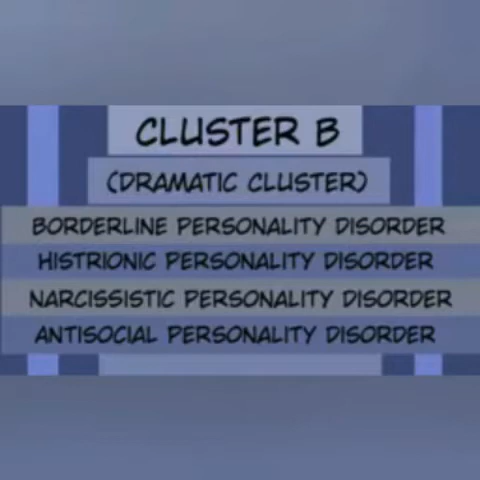 CLUSTER B
(DRAMATIC CLUSTER)
BORDERLINE PERSONALITY DISORDER
HISTRIONIC PERSONALITY DISORDER
NARCISSISTIC PERSONALITY DISORDER
ANTISOCIAL PERSONALITY DISORDER